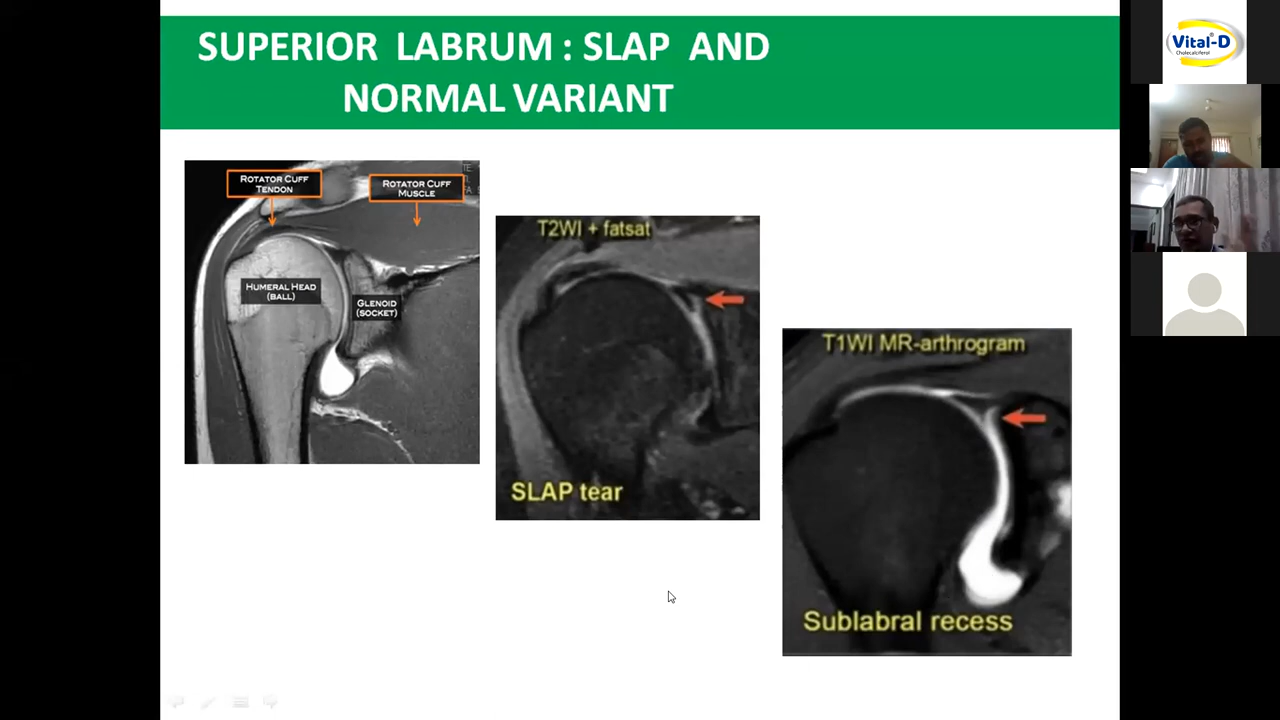 SUPERIOR LABRUM : SLAP AND
NORMAL VARIANT
ROTATOR CUFF
TENDON
ROTATOR CUFF
MUSCLE
HUMERAL HEAD
(BALL)
GLENOID
(SOCKET)
T2WI + fatsat
SLAP tear
T1WI MR-arthrogram
Sublabral recess
Vital-D
Cholecalciferol